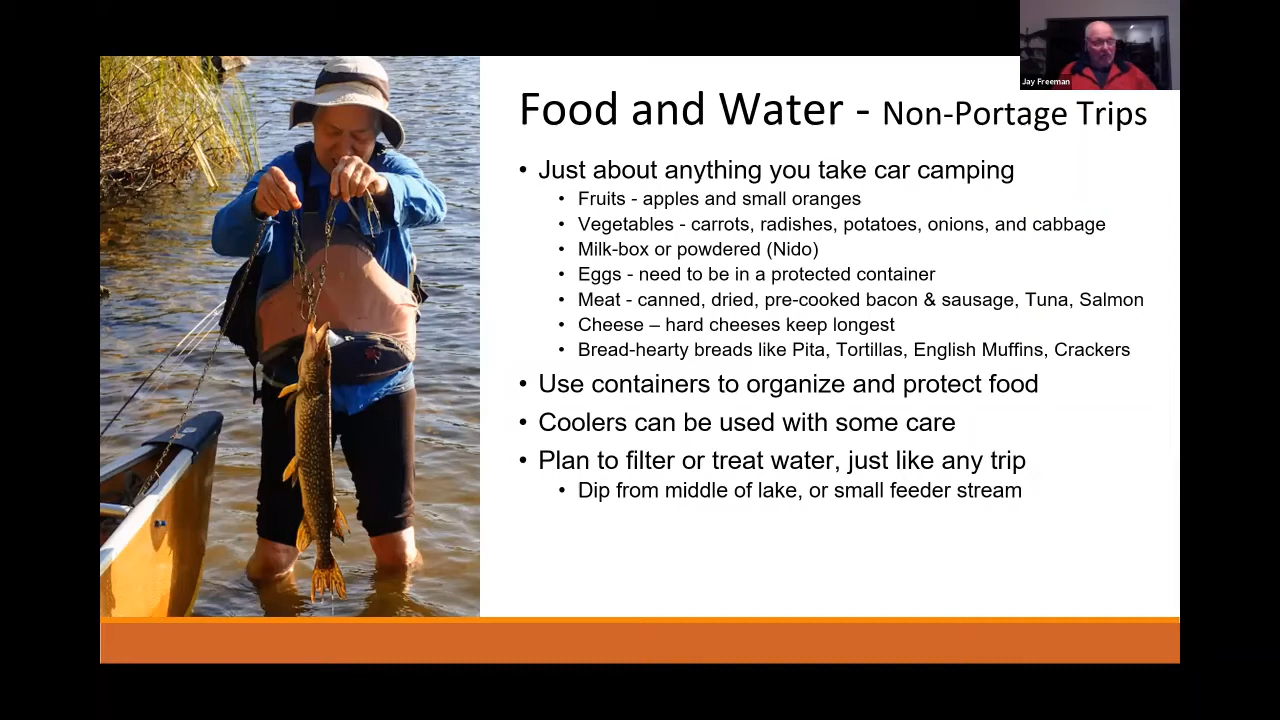 Jay Freeman
Food and Water - Non-Portage Trips
• Just about anything you take car camping
• Fruits - apples and small oranges
• Vegetables - carrots, radishes, potatoes, onions, and cabbage
• Milk-box or powdered (Nido)
• Eggs - need to be in a protected container
• Meat - canned, dried, pre-cooked bacon & sausage, Tuna, Salmon
• Cheese – hard cheeses keep longest
• Bread-hearty breads like Pita, Tortillas, English Muffins, Crackers
• Use containers to organize and protect food
• Coolers can be used with some care
• Plan to filter or treat water, just like any trip
• Dip from middle of lake, or small feeder stream